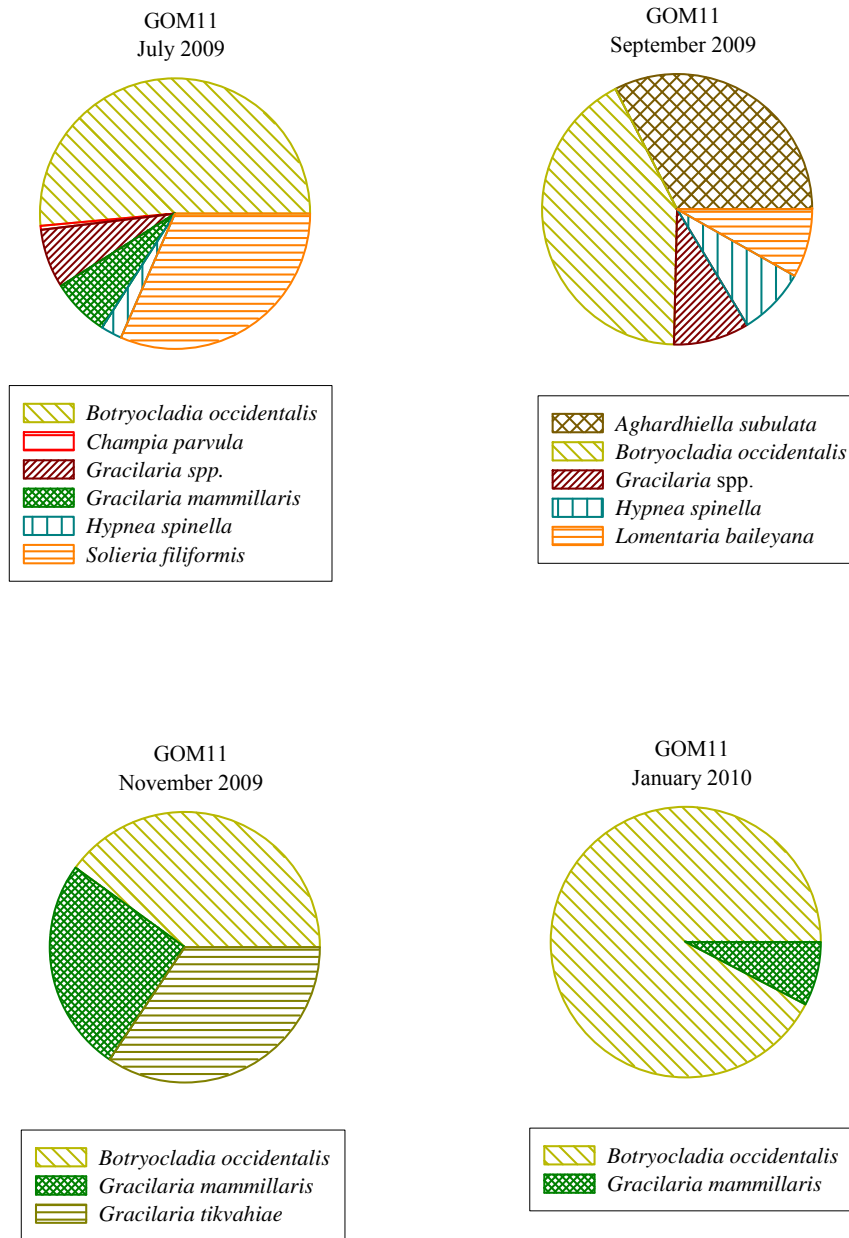 GOM11
July 2009
Botryocladia occidentalis
Champia parvula
Gracilaria spp.
Gracilaria mammillaris
Hypnea spinella
Solieria filiformis
GOM11
September 2009
Aghardhiella subulata
Botryocladia occidentalis
Gracilaria spp.
Hypnea spinella
Lomentaria baileyana
GOM11
November 2009
Botryocladia occidentalis
Gracilaria mammillaris
Gracilaria tikvahiae
GOM11
January 2010
Botryocladia occidentalis
Gracilaria mammillaris